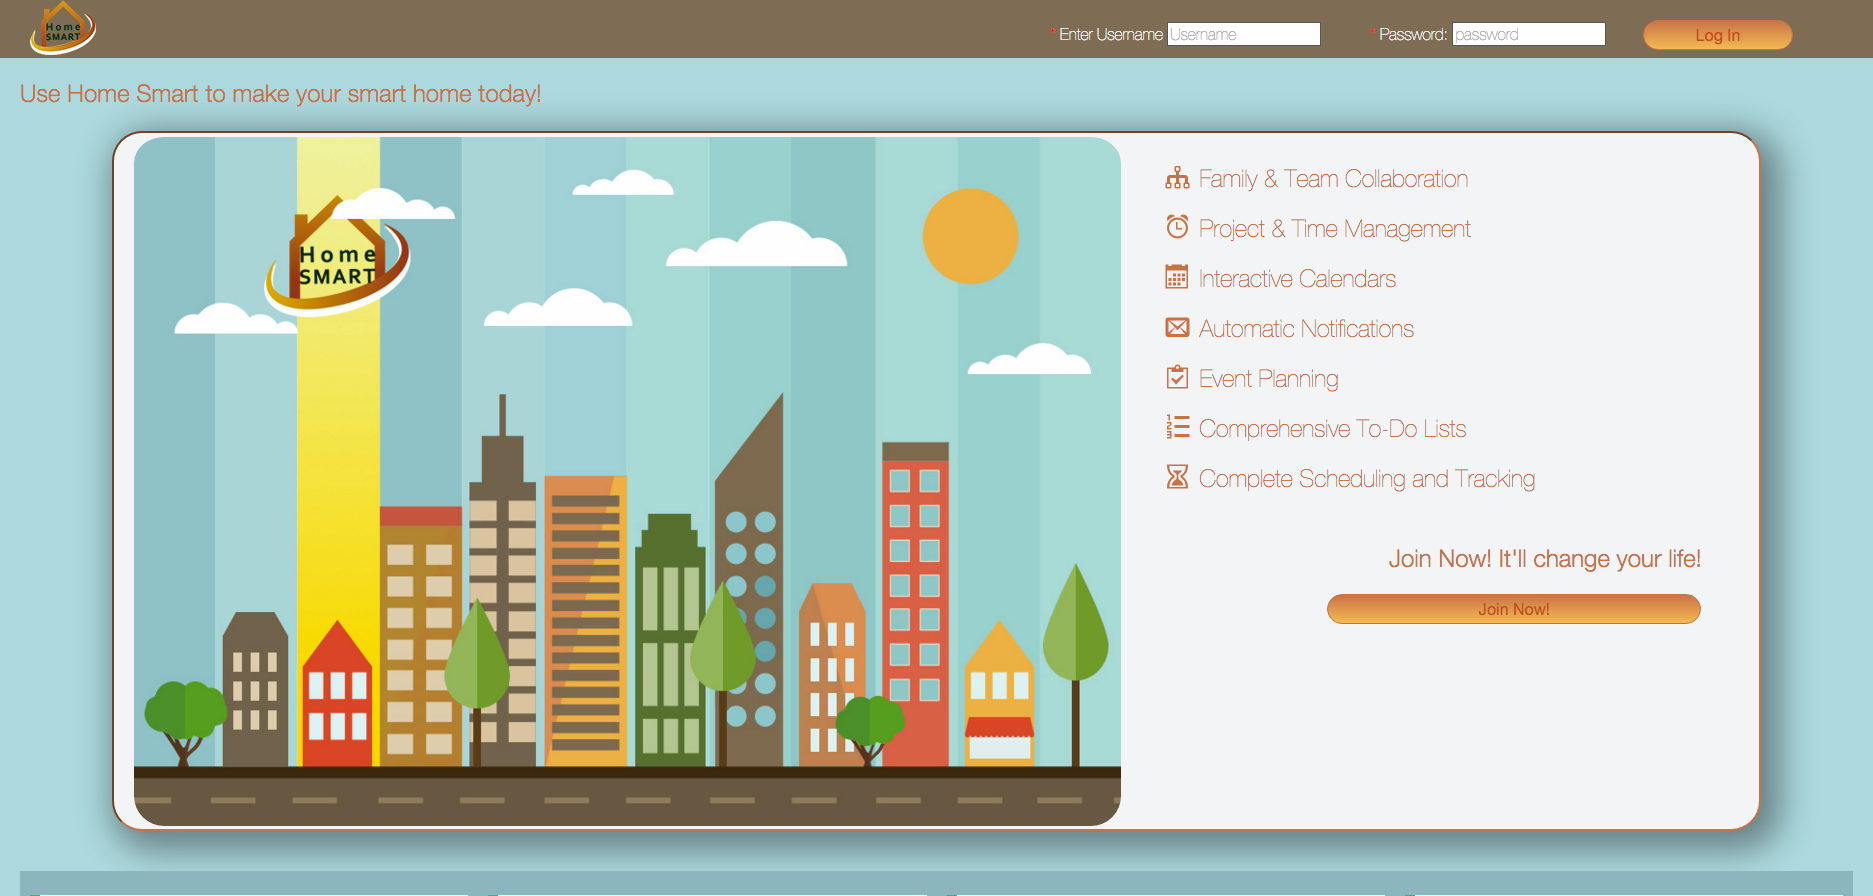 Home
SMART
* Enter Username Username
* Password: password
Log In
Use Home Smart to make your smart home today!
Home
SMART
Family & Team Collaboration
Project & Time Management
Interactive Calendars
Automatic Notifications
Event Planning
Comprehensive To-Do Lists
Complete Scheduling and Tracking
Join Now! It'll change your life!
Join Now!